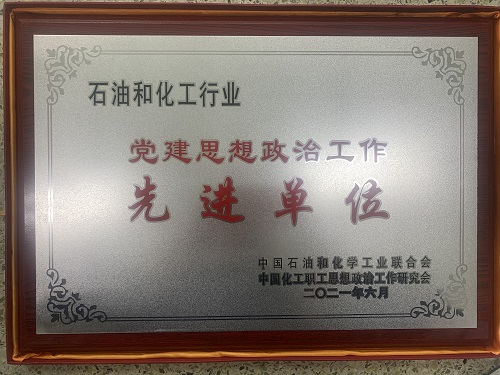 石油和化工行业
党建思想政治工作
先进单位
中国石油和化学工业联合会
中国化工职工思想政治工作研究会
二〇二一年六月